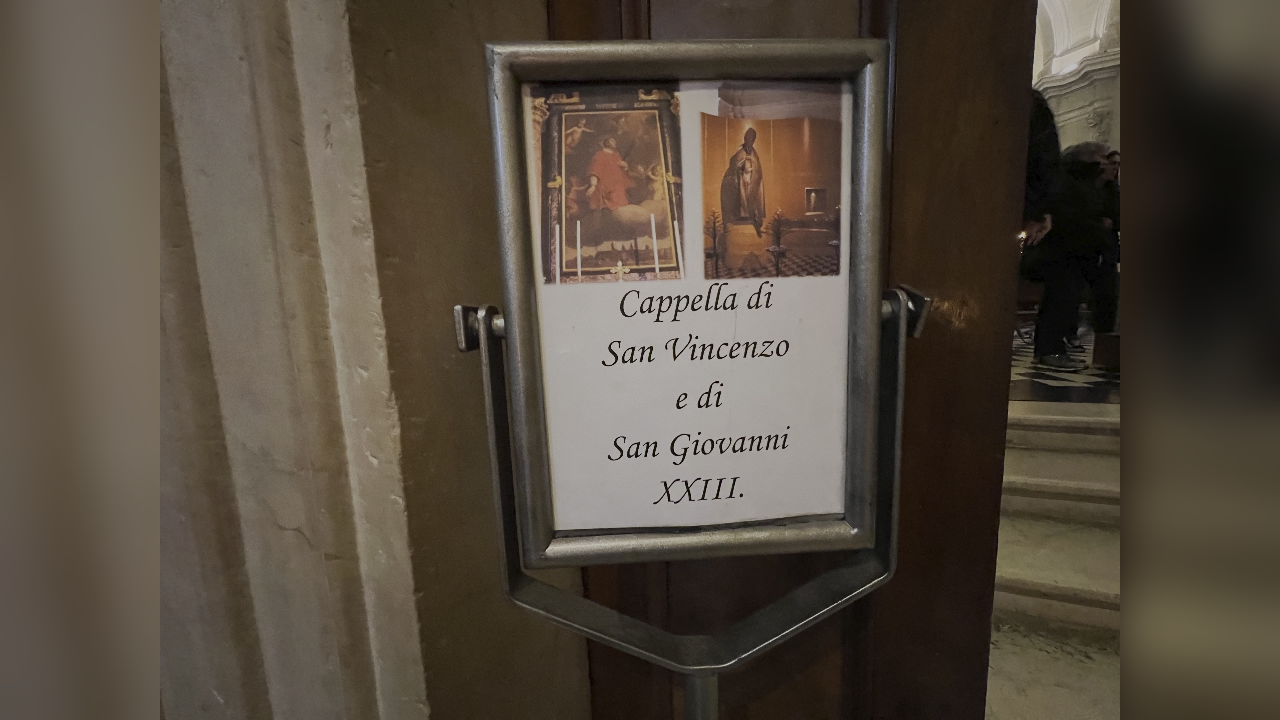 Cappella di
San Vincenzo
e di
San Giovanni
XXIII.